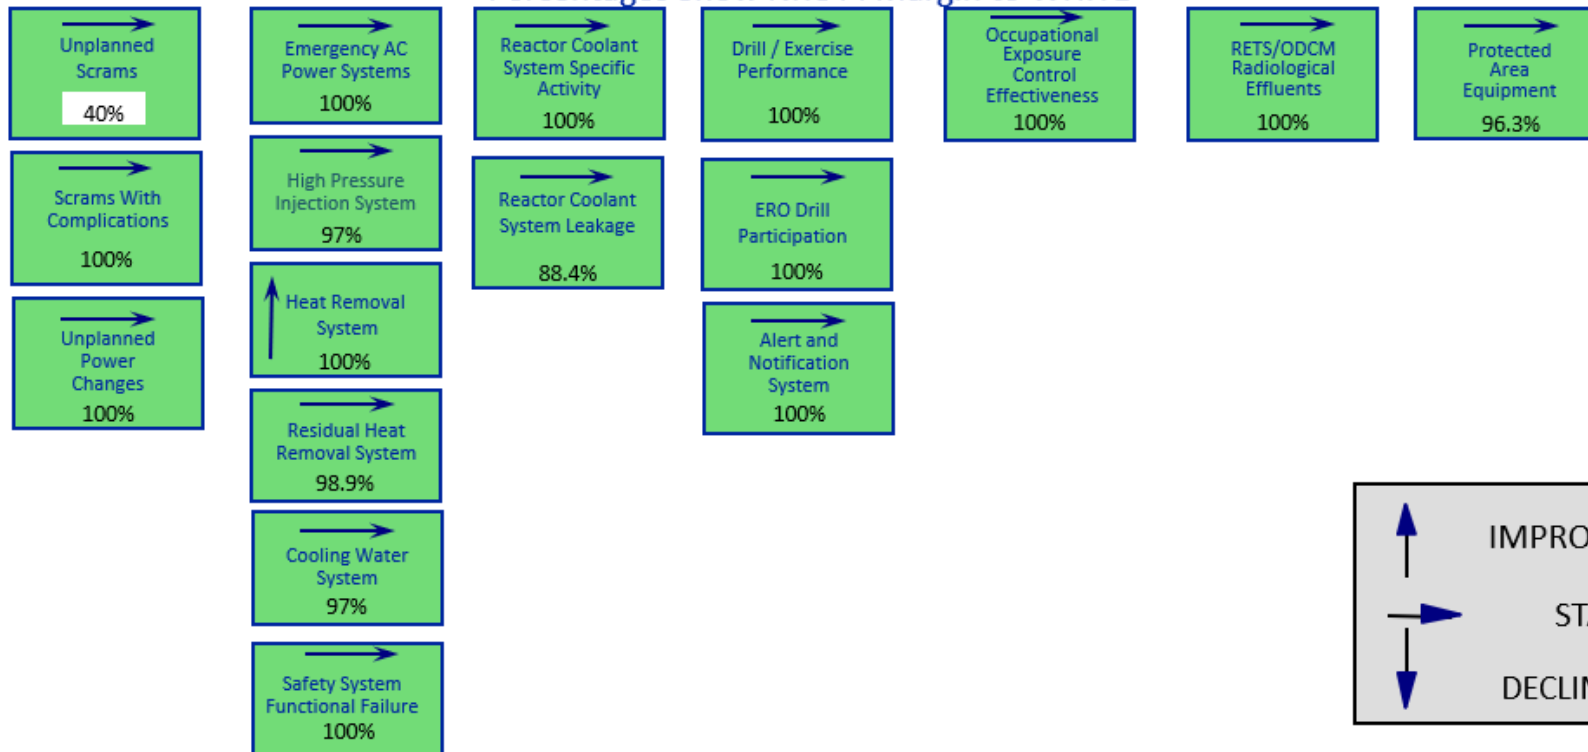 Unplanned
Scrams
40%
Scrams With
Complications
100%
Unplanned
Power
Changes
100%
Emergency AC
Power Systems
100%
High Pressure
Injection System
97%
Heat Removal
System
100%
Residual Heat
Removal System
98.9%
Cooling Water
System
97%
Safety System
Functional Failure
100%
Reactor Coolant
System Specific
Activity
100%
Reactor Coolant
System Leakage
88.4%
Drill / Exercise
Performance
100%
ERO Drill
Participation
100%
Alert and
Notification
System
100%
Occupational
Exposure
Control
Effectiveness
100%
RETS/ODCM
Radiological
Effluents
100%
Protected
Area
Equipment
96.3%
IMPRO
STA
DECLIN